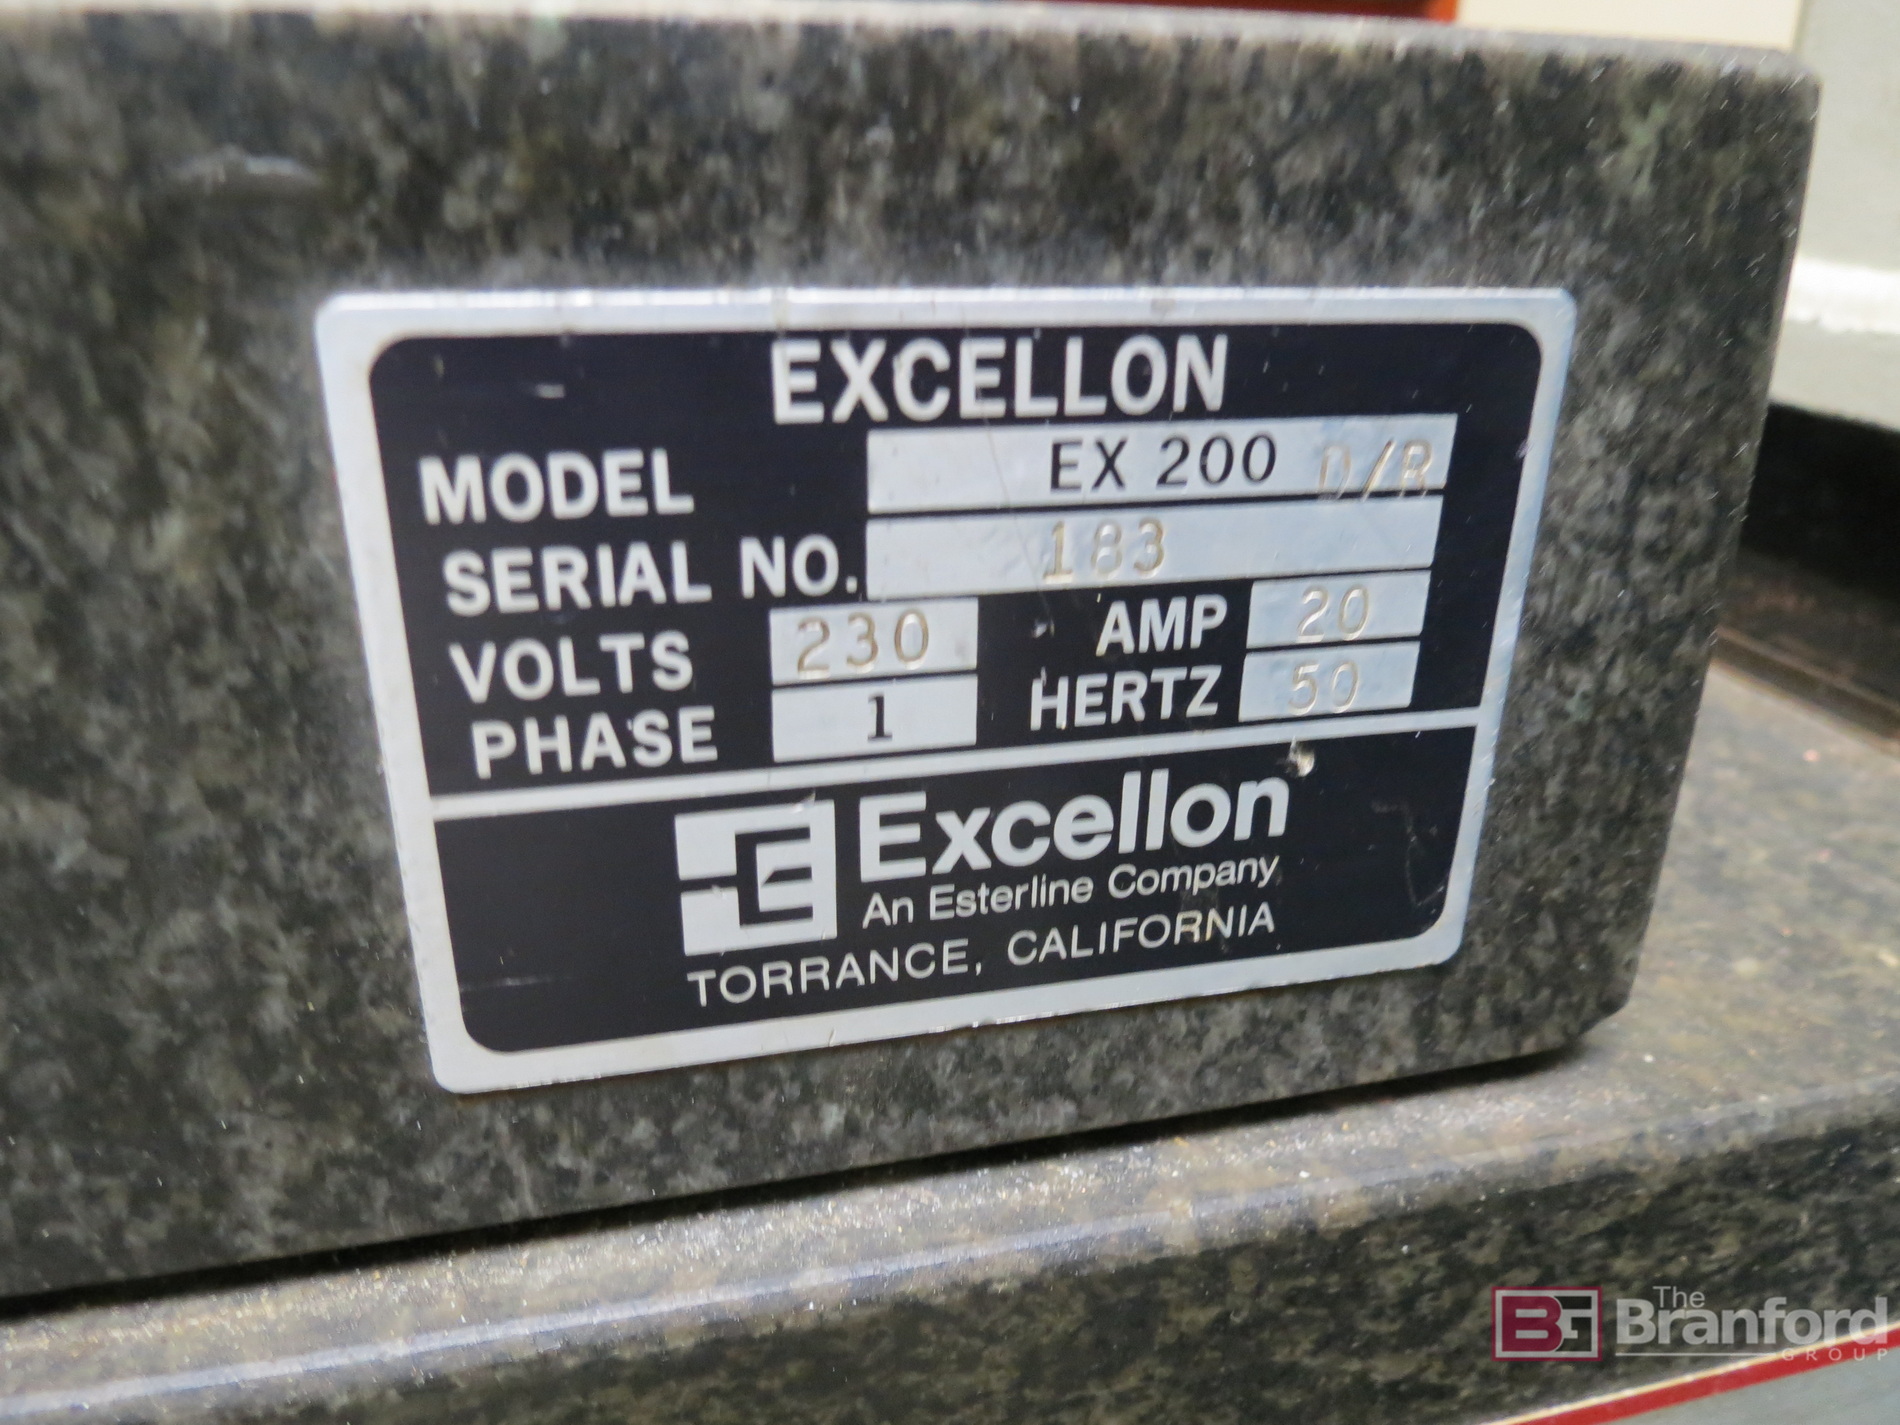 EXCELLON
MODEL EX 200 D/R
SERIAL NO. 183
VOLTS 230 AMP 20
PHASE 1 HERTZ 50
Excellon
An Esterline Company
TORRANCE, CALIFORNIA
BG The Branford GROUP